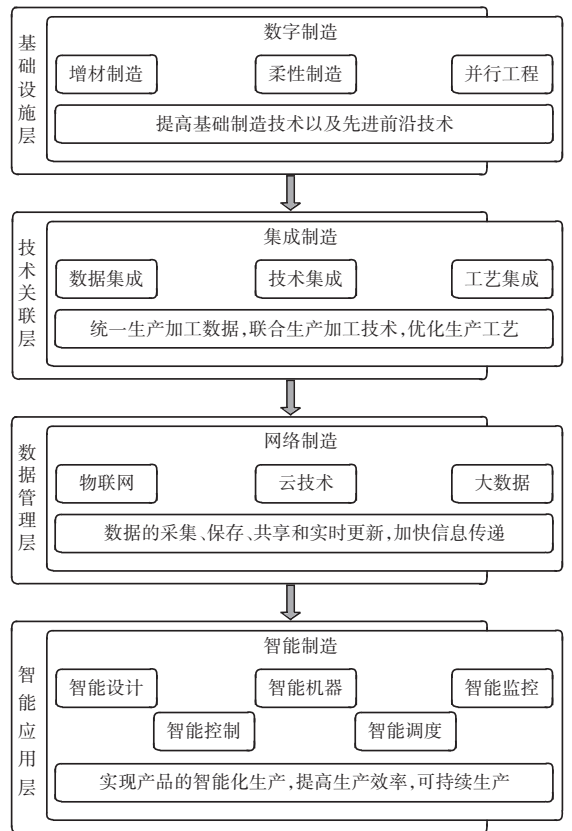 基础设施层
数字制造
增材制造
柔性制造
并行工程
提高基础制造技术以及先进前沿技术
技术关联层
集成制造
数据集成
技术集成
工艺集成
统一生产加工数据,联合生产加工技术,优化生产工艺
数据管理层
网络制造
物联网
云技术
大数据
数据的采集、保存、共享和实时更新,加快信息传递
智能应用层
智能制造
智能设计
智能机器
智能监控
智能控制
智能调度
实现产品的智能化生产,提高生产效率,可持续生产